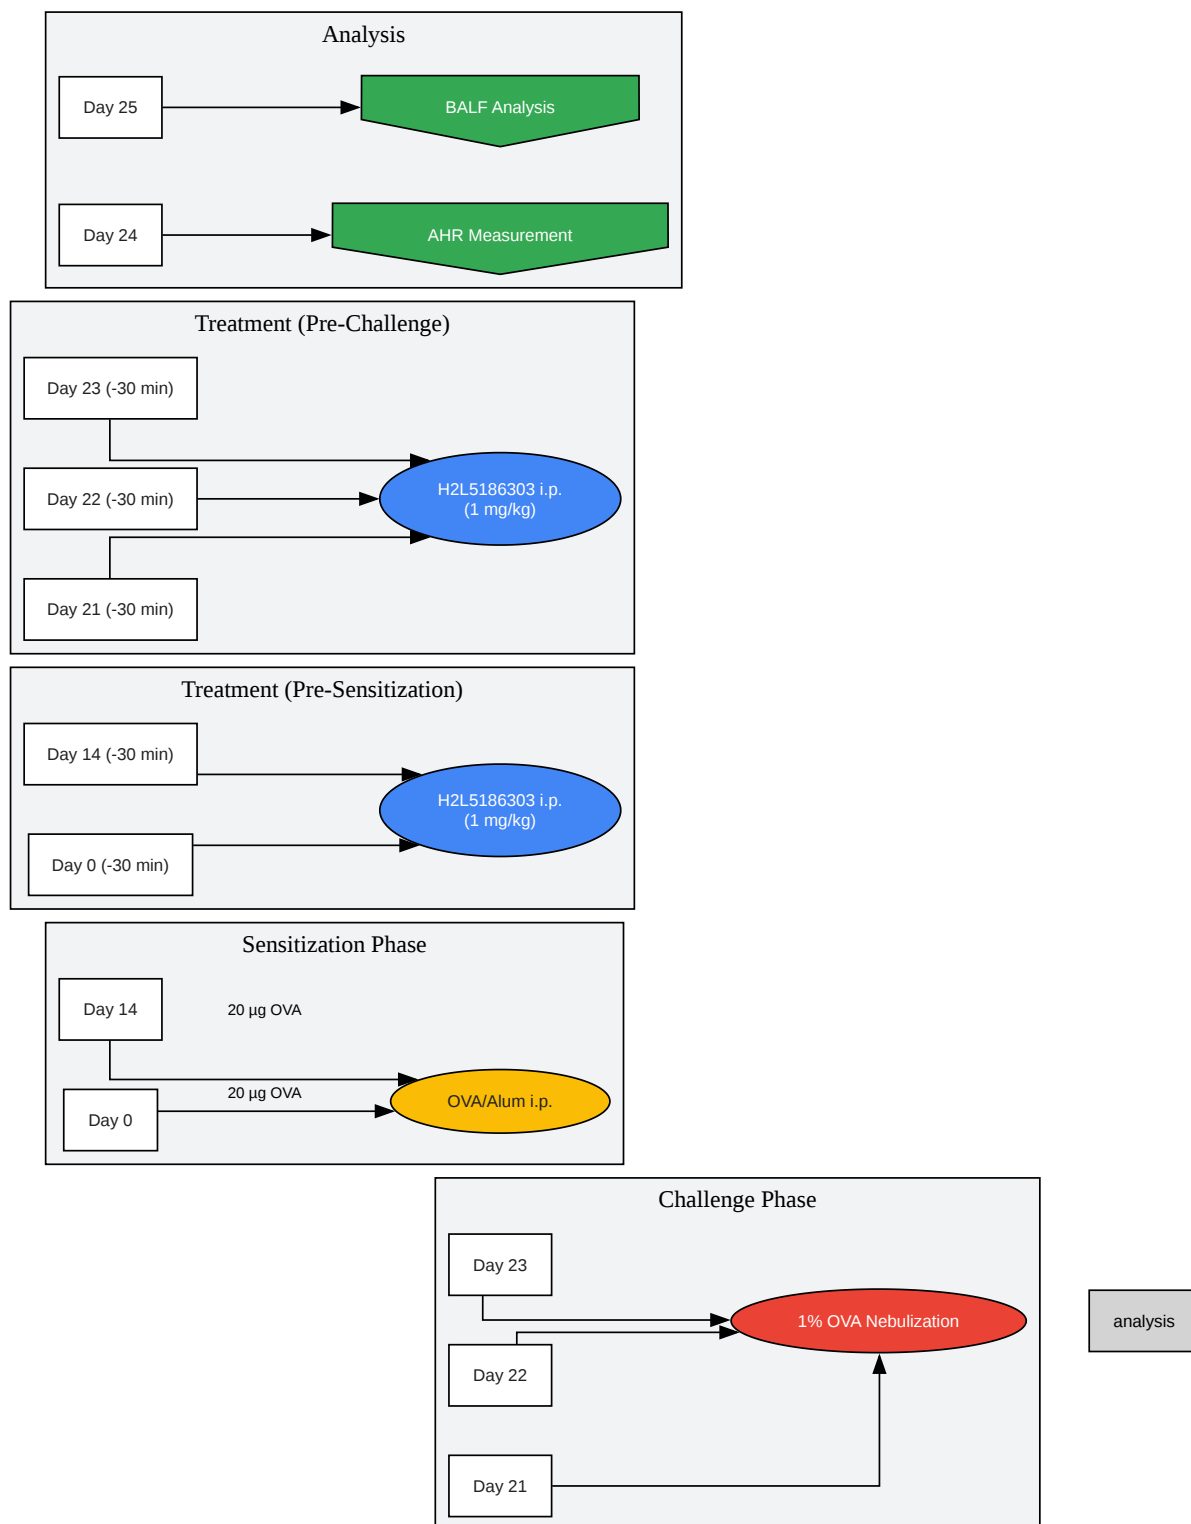 Analysis
Day 25
BALF Analysis
Day 24
AHR Measurement
Treatment (Pre-Challenge)
Day 23 (-30 min)
Day 22 (-30 min)
H2L5186303 i.p.
(1 mg/kg)
Day 21 (-30 min)
Treatment (Pre-Sensitization)
Day 14 (-30 min)
H2L5186303 i.p.
(1 mg/kg)
Day 0 (-30 min)
Sensitization Phase
Day 14
20 µg OVA
20 µg OVA
Day 0
OVA/Alum i.p.
Challenge Phase
Day 23
1% OVA Nebulization
analysis
Day 22
Day 21